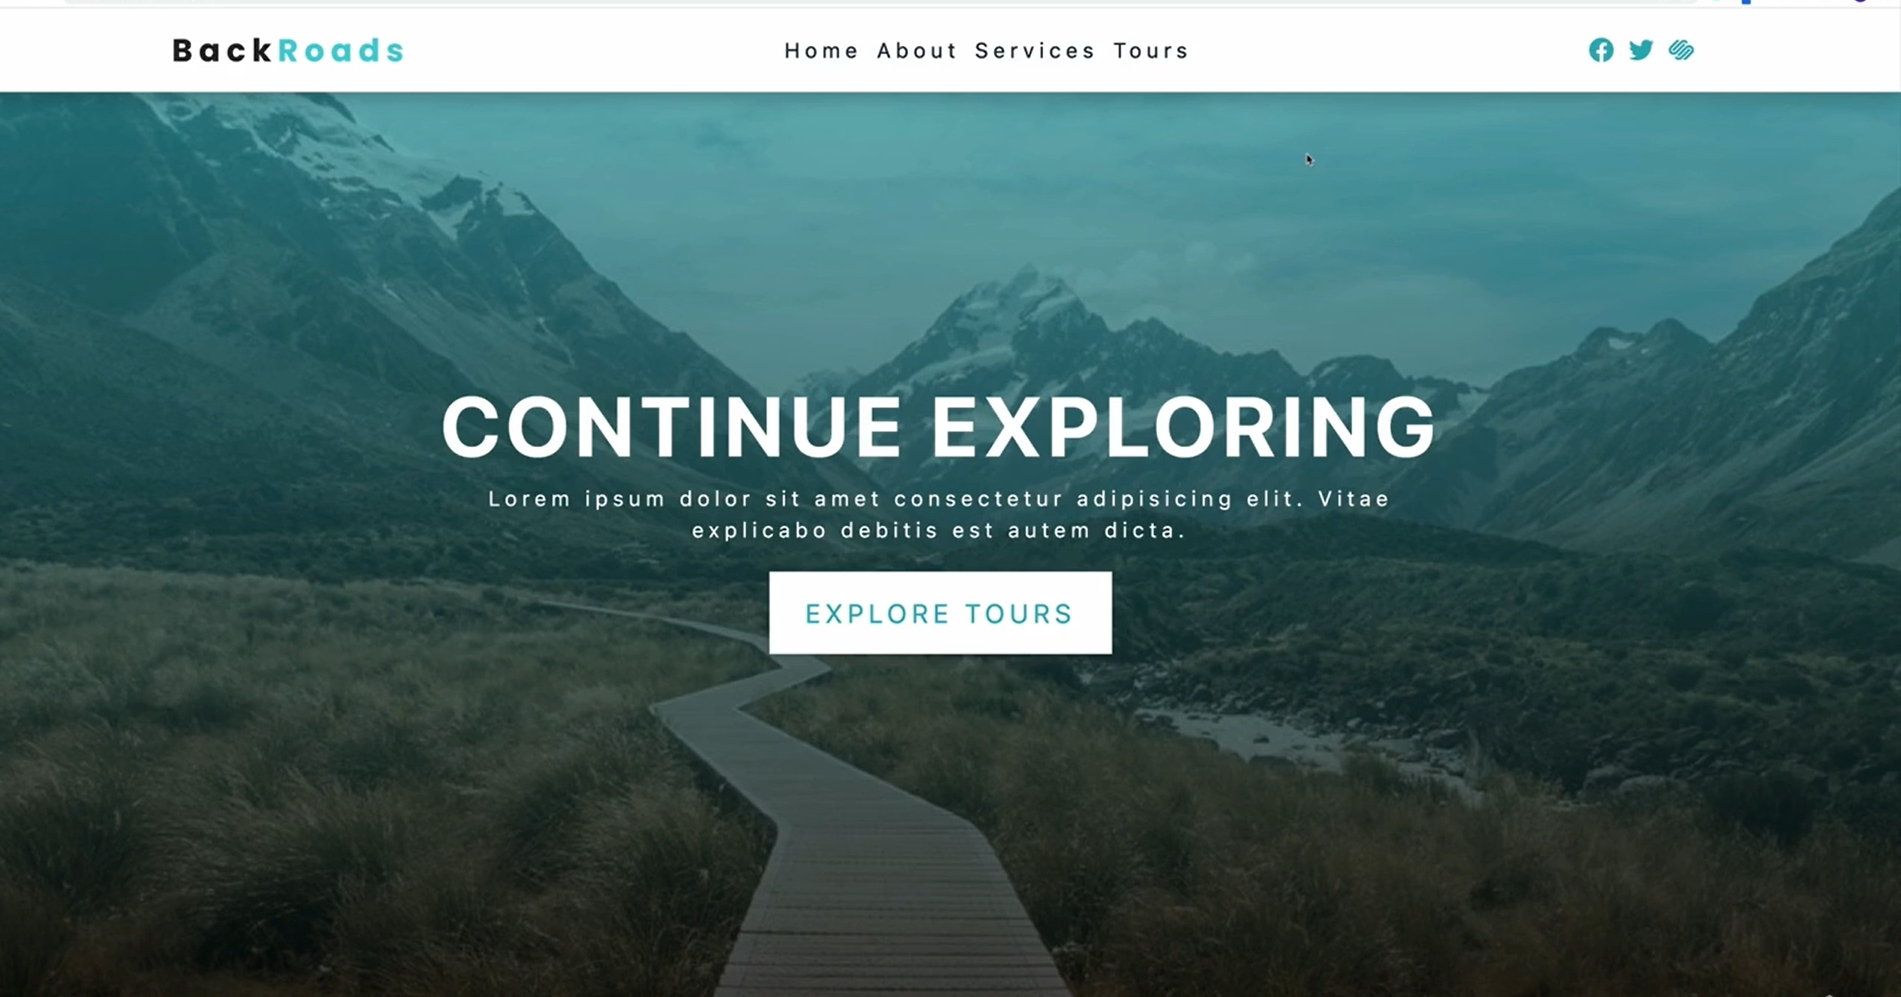 BackRoads
Home About Services Tours
CONTINUE EXPLORING
Lorem ipsum dolor sit amet consectetur adipisicing elit. Vitae
explicabo debitis est autem dicta.
EXPLORE TOURS